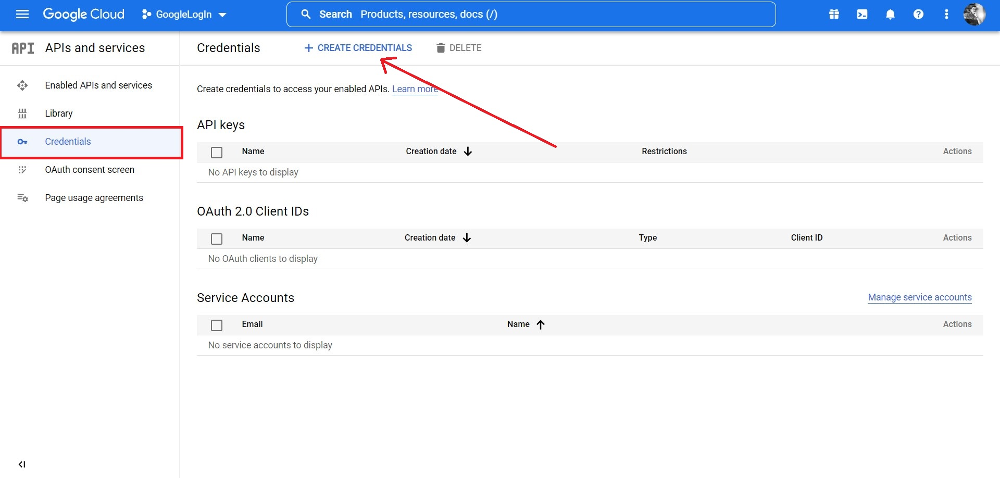 Google Cloud GoogleLogIn Search Products, resources, docs (/)
API APIs and services
Enabled APIs and services
Library
Credentials
OAuth consent screen
Page usage agreements
Credentials + CREATE CREDENTIALS DELETE
Create credentials to access your enabled APIs. Learn more
API keys
Name Creation date Restrictions Actions
No API keys to display
OAuth 2.0 Client IDs
Name Creation date Type Client ID Actions
No OAuth clients to display
Service Accounts Manage service accounts
Email Name Actions
No service accounts to display